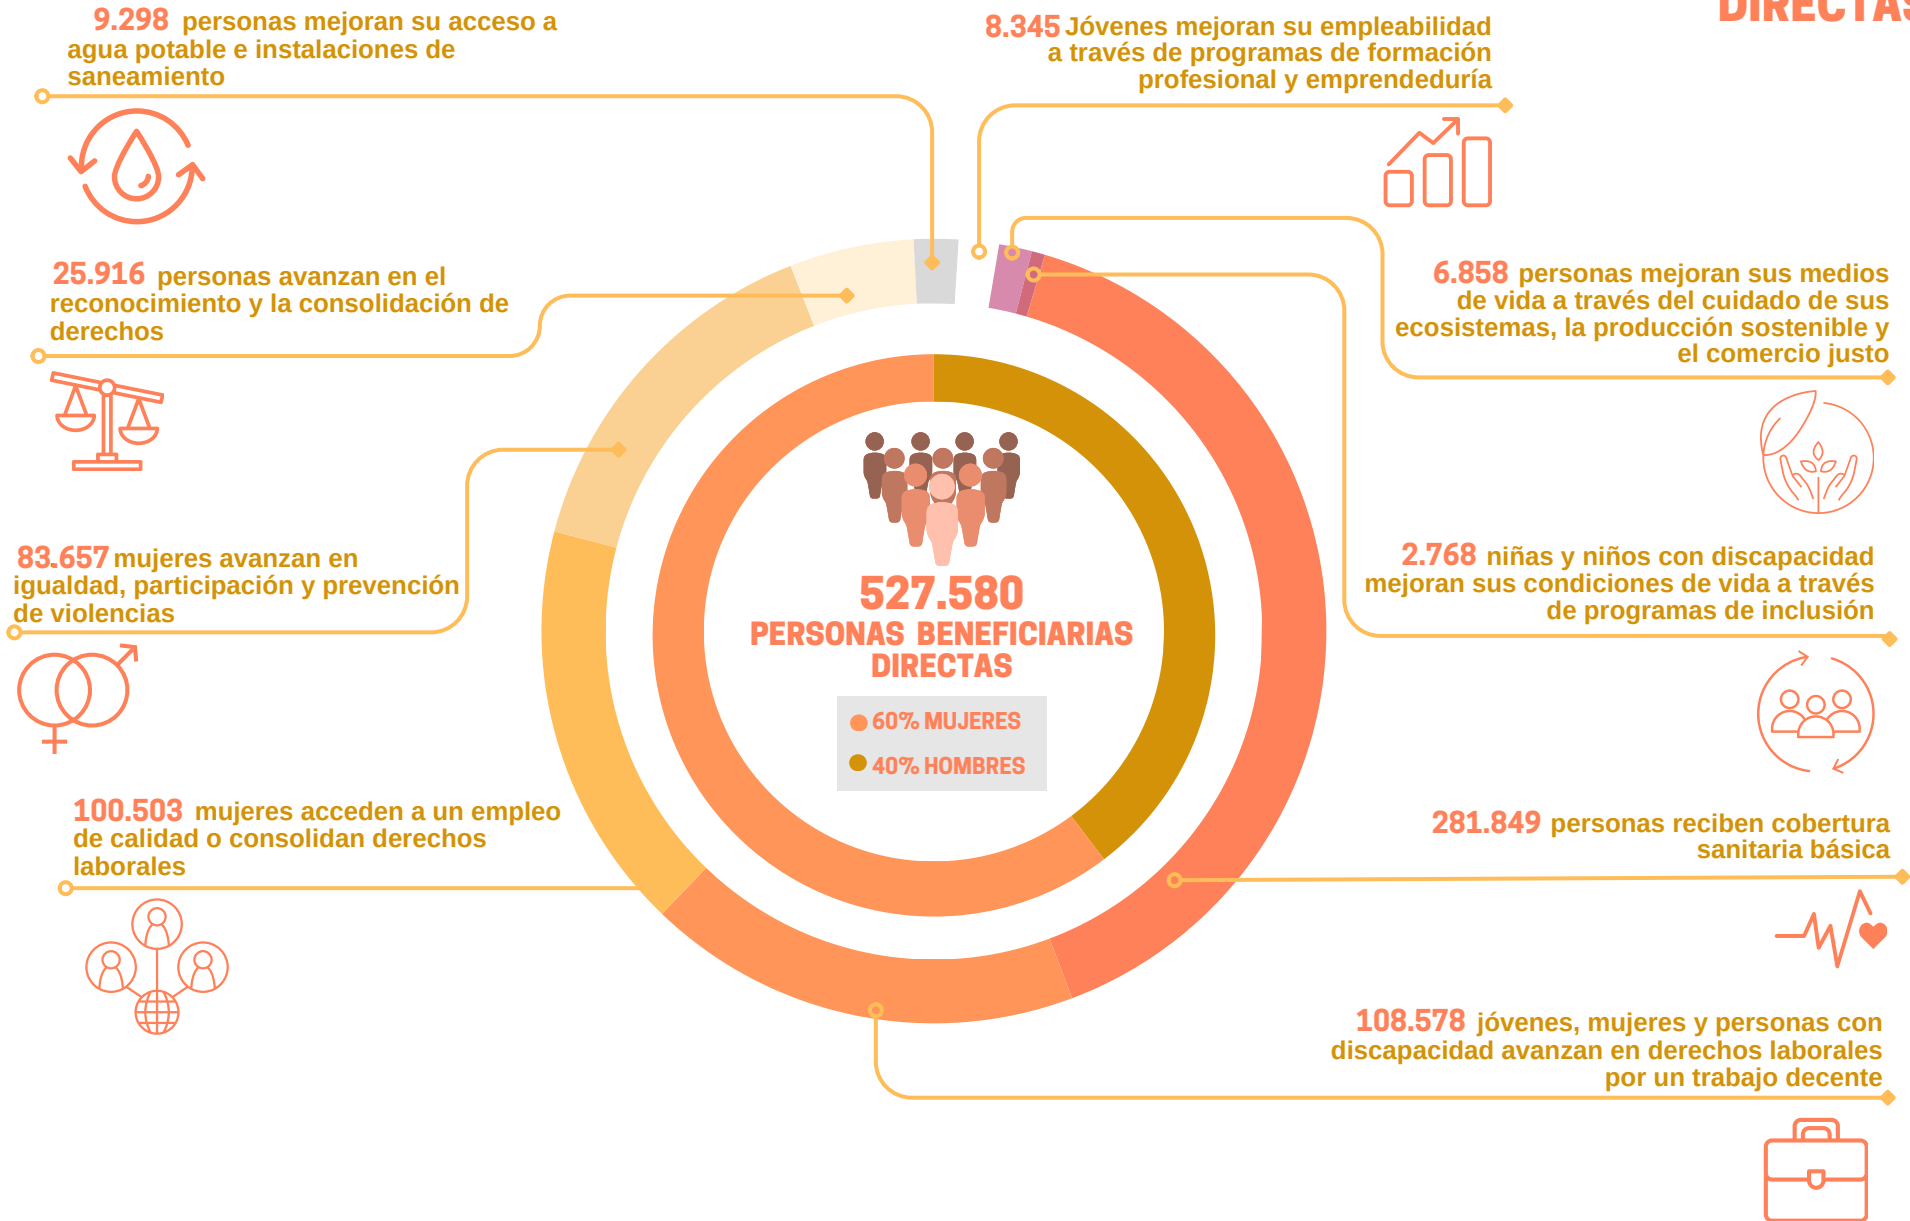 DIRECTAS
9.298 personas mejoran su acceso a
agua potable e instalaciones de
saneamiento
8.345 Jóvenes mejoran su empleabilidad
a través de programas de formación
profesional y emprendeduría
25.916 personas avanzan en el
reconocimiento y la consolidación de
derechos
6.858 personas mejoran sus medios
de vida a través del cuidado de sus
ecosistemas, la producción sostenible y
el comercio justo
83.657 mujeres avanzan en
igualdad, participación y prevención
de violencias
2.768 niñas y niños con discapacidad
mejoran sus condiciones de vida a través
de programas de inclusión
527.580
PERSONAS BENEFICIARIAS
DIRECTAS
60% MUJERES
40% HOMBRES
100.503 mujeres acceden a un empleo
de calidad o consolidan derechos
laborales
281.849 personas reciben cobertura
sanitaria básica
108.578 jóvenes, mujeres y personas con
discapacidad avanzan en derechos laborales
por un trabajo decente